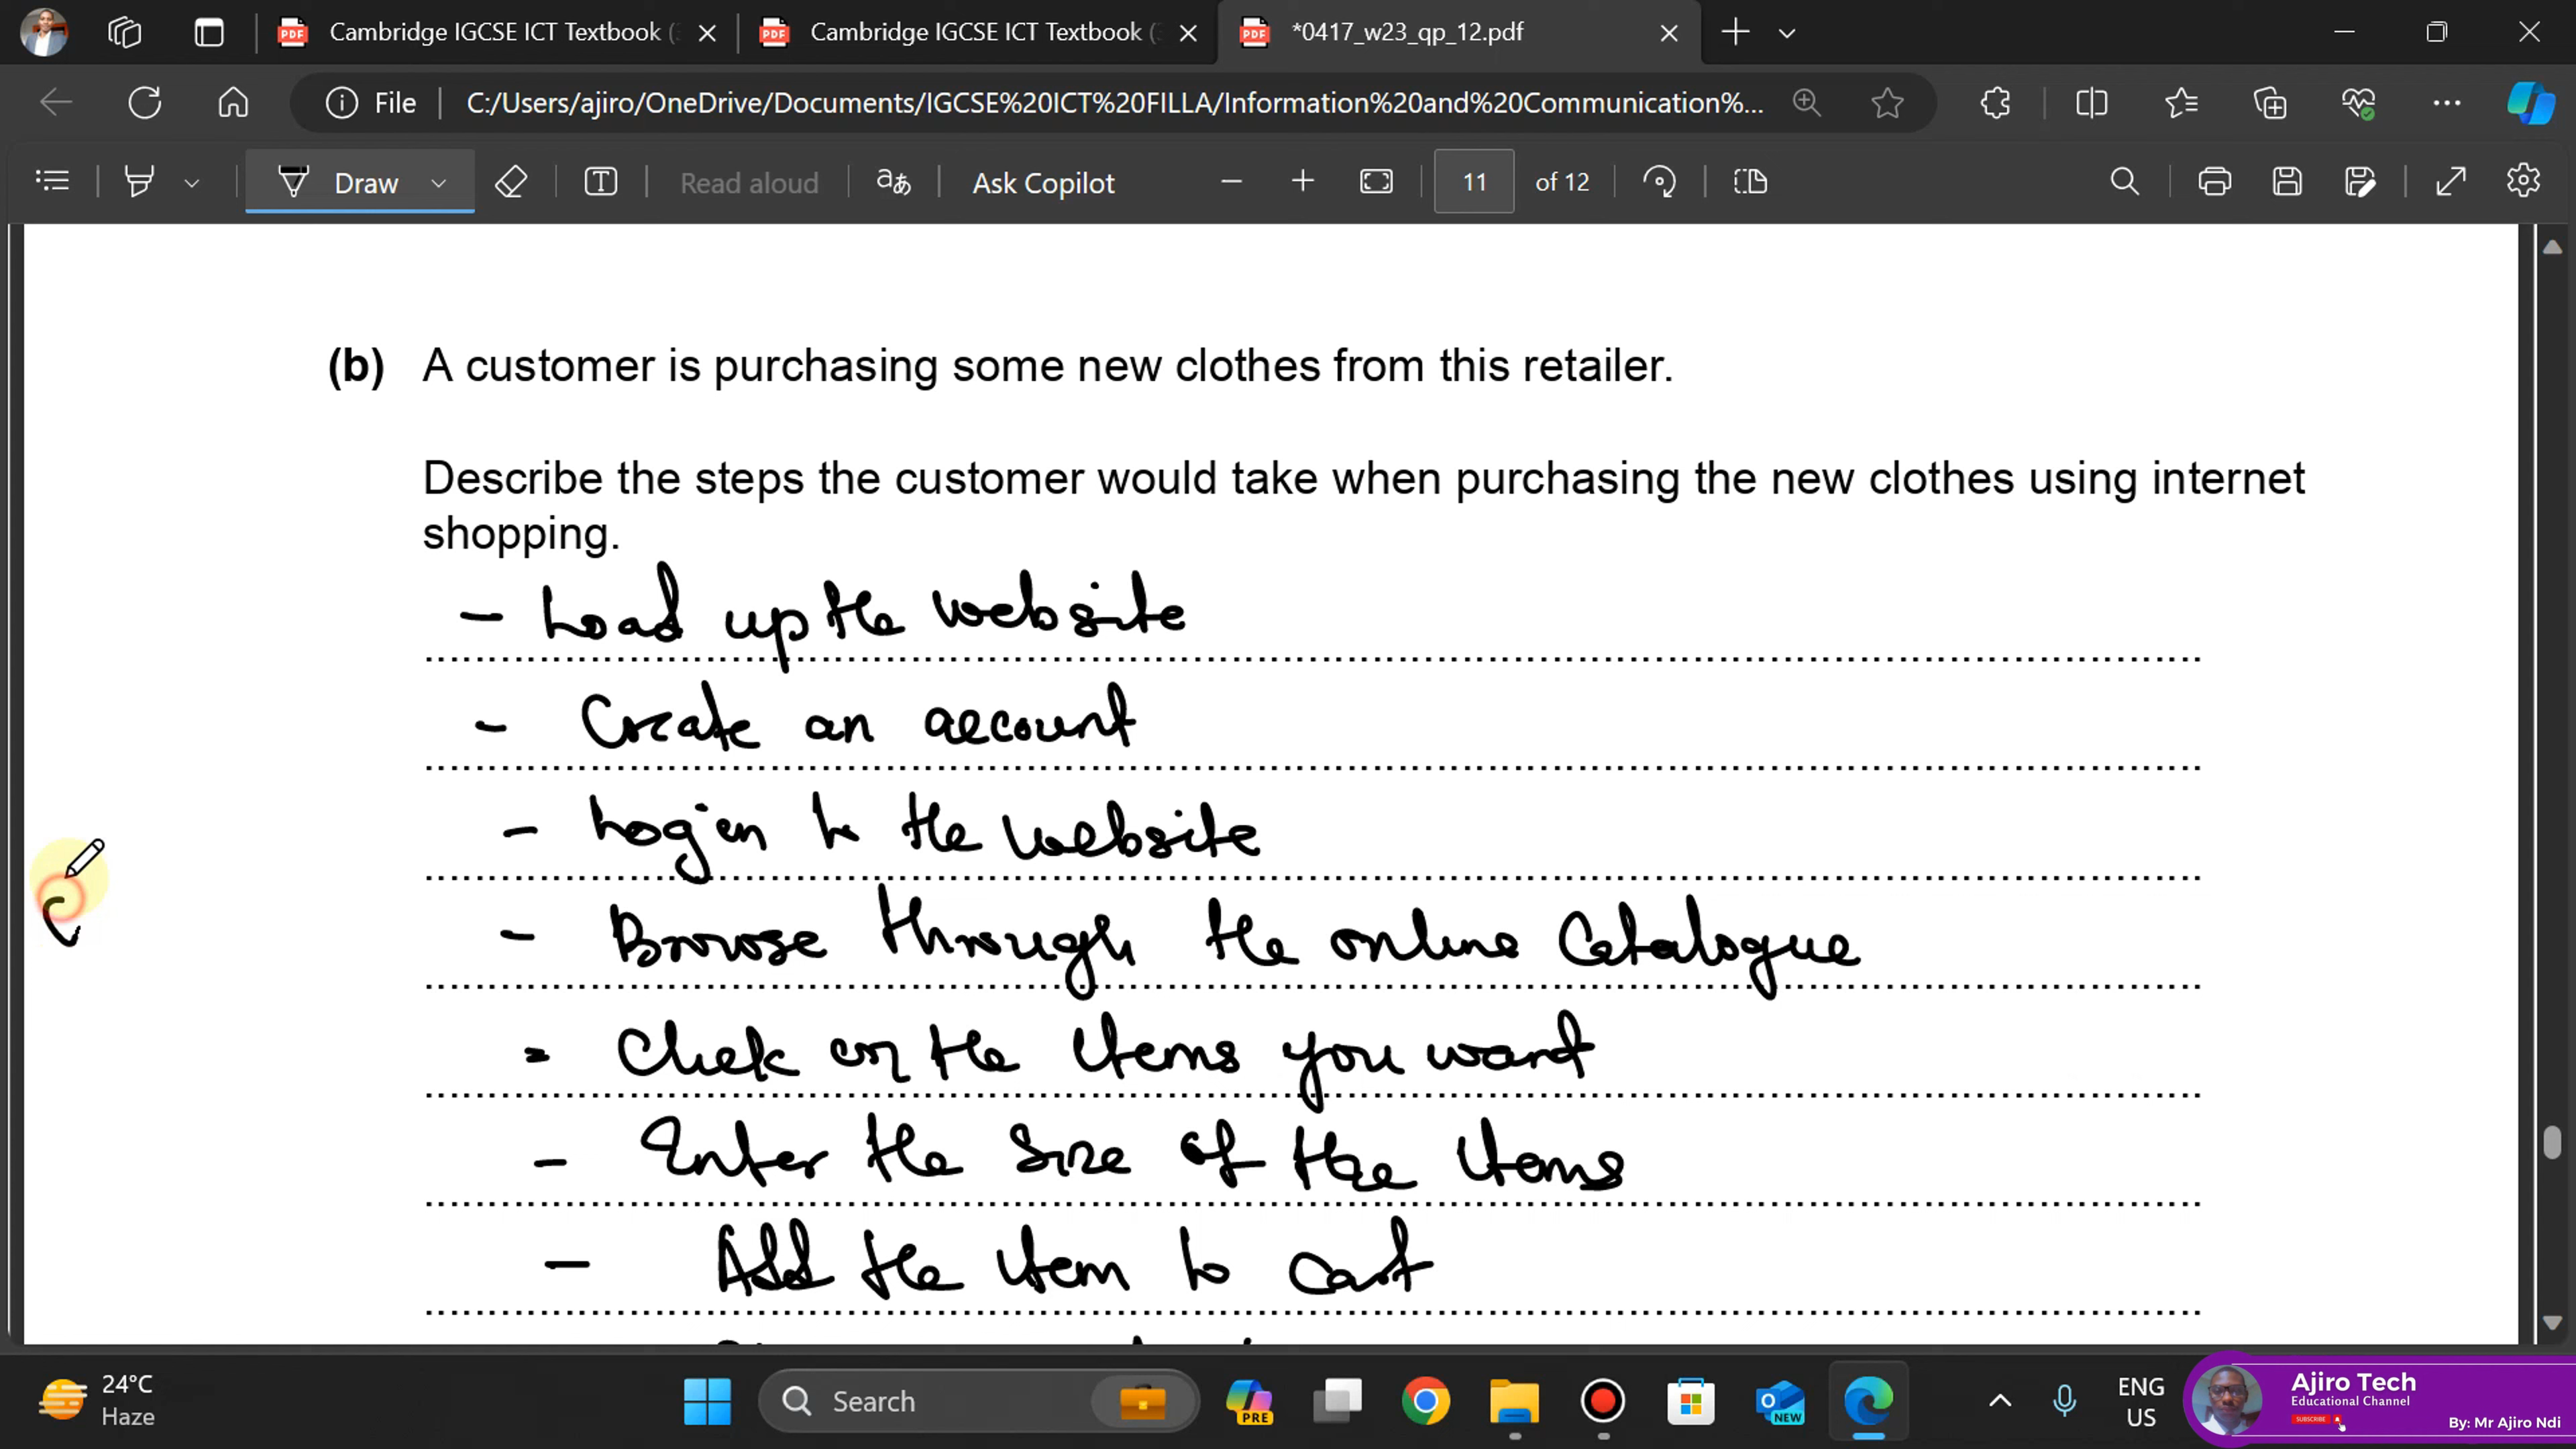 Cambridge IGCSE ICT Textbook (
Cambridge IGCSE ICT Textbook (
*0417_w23_qp_12.pdf
File
C:/Users/ajiro/OneDrive/Documents/IGCSE%20ICT%20FILLA/Information%20and%20Communication%...
Draw
Read aloud
Ask Copilot
11 of 12
(b) A customer is purchasing some new clothes from this retailer.
Describe the steps the customer would take when purchasing the new clothes using internet
shopping.
- Load up the website
- Create an account
- Login to the website
- Browse through the online Catalogue
- Click on the items you want
- Enter the size of the items
- Add the item to cart
24°C
Haze
Search
PRE
NEW
ENG
US
Ajiro Tech
Educational Channel
SUBSCRIBE
By: Mr Ajiro Ndi